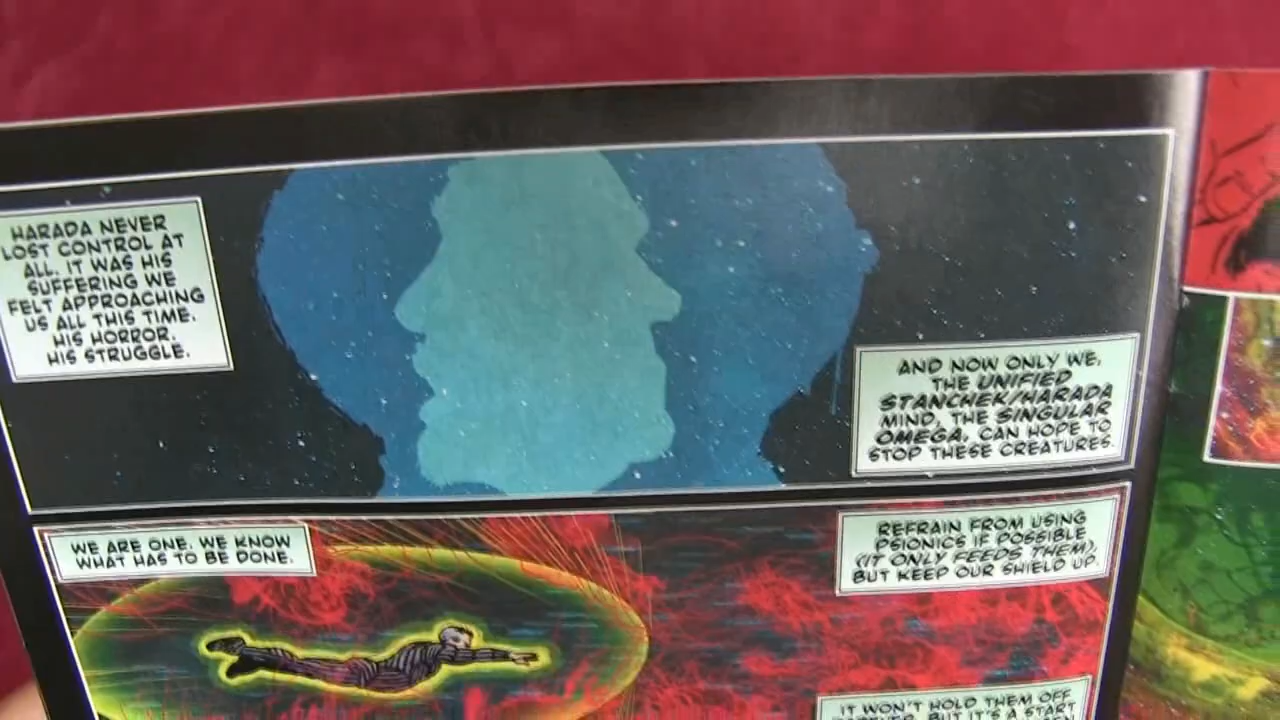 HARADA NEVER
LOST CONTROL AT
ALL. IT WAS HIS
SUFFERING WE
FELT APPROACHING
US ALL THIS TIME.
HIS HORROR.
HIS STRUGGLE.
AND NOW ONLY WE,
THE UNIFIED
STANCHEK/HARADA
MIND, THE SINGULAR
OMEGA, CAN HOPE TO
STOP THESE CREATURES.
WE ARE ONE. WE KNOW
WHAT HAS TO BE DONE.
REFRAIN FROM USING
PSIONICS IF POSSIBLE
(IT ONLY FEEDS THEM),
BUT KEEP OUR SHIELD UP.
IT WON'T HOLD THEM OFF
BUT IT'S A START